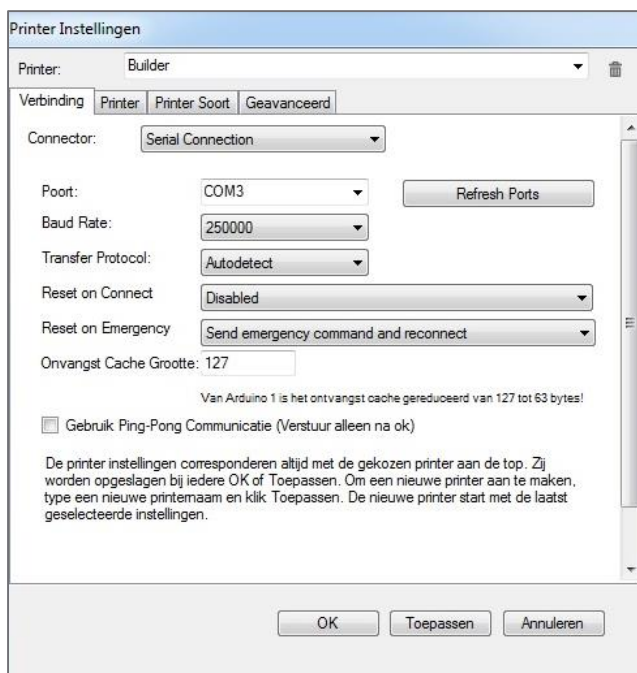 Printer Instellingen
Printer: Builder
Verbinding Printer Printer Soort Geavanceerd
Connector: Serial Connection
Poort: COM3 Refresh Ports
Baud Rate: 250000
Transfer Protocol: Autodetect
Reset on Connect Disabled
Reset on Emergency Send emergency command and reconnect
Onvangst Cache Grootte: 127
Van Arduino 1 is het ontvangst cache gereduceerd van 127 tot 63 bytes!
Gebruik Ping-Pong Communicatie (Verstuur alleen na ok)
De printer instellingen corresponderen altijd met de gekozen printer aan de top. Zij
worden opgeslagen bij iedere OK of Toepassen. Om een nieuwe printer aan te maken,
type een nieuwe printernaam en klik Toepassen. De nieuwe printer start met de laatst
geselecteerde instellingen.
OK Toepassen Annuleren